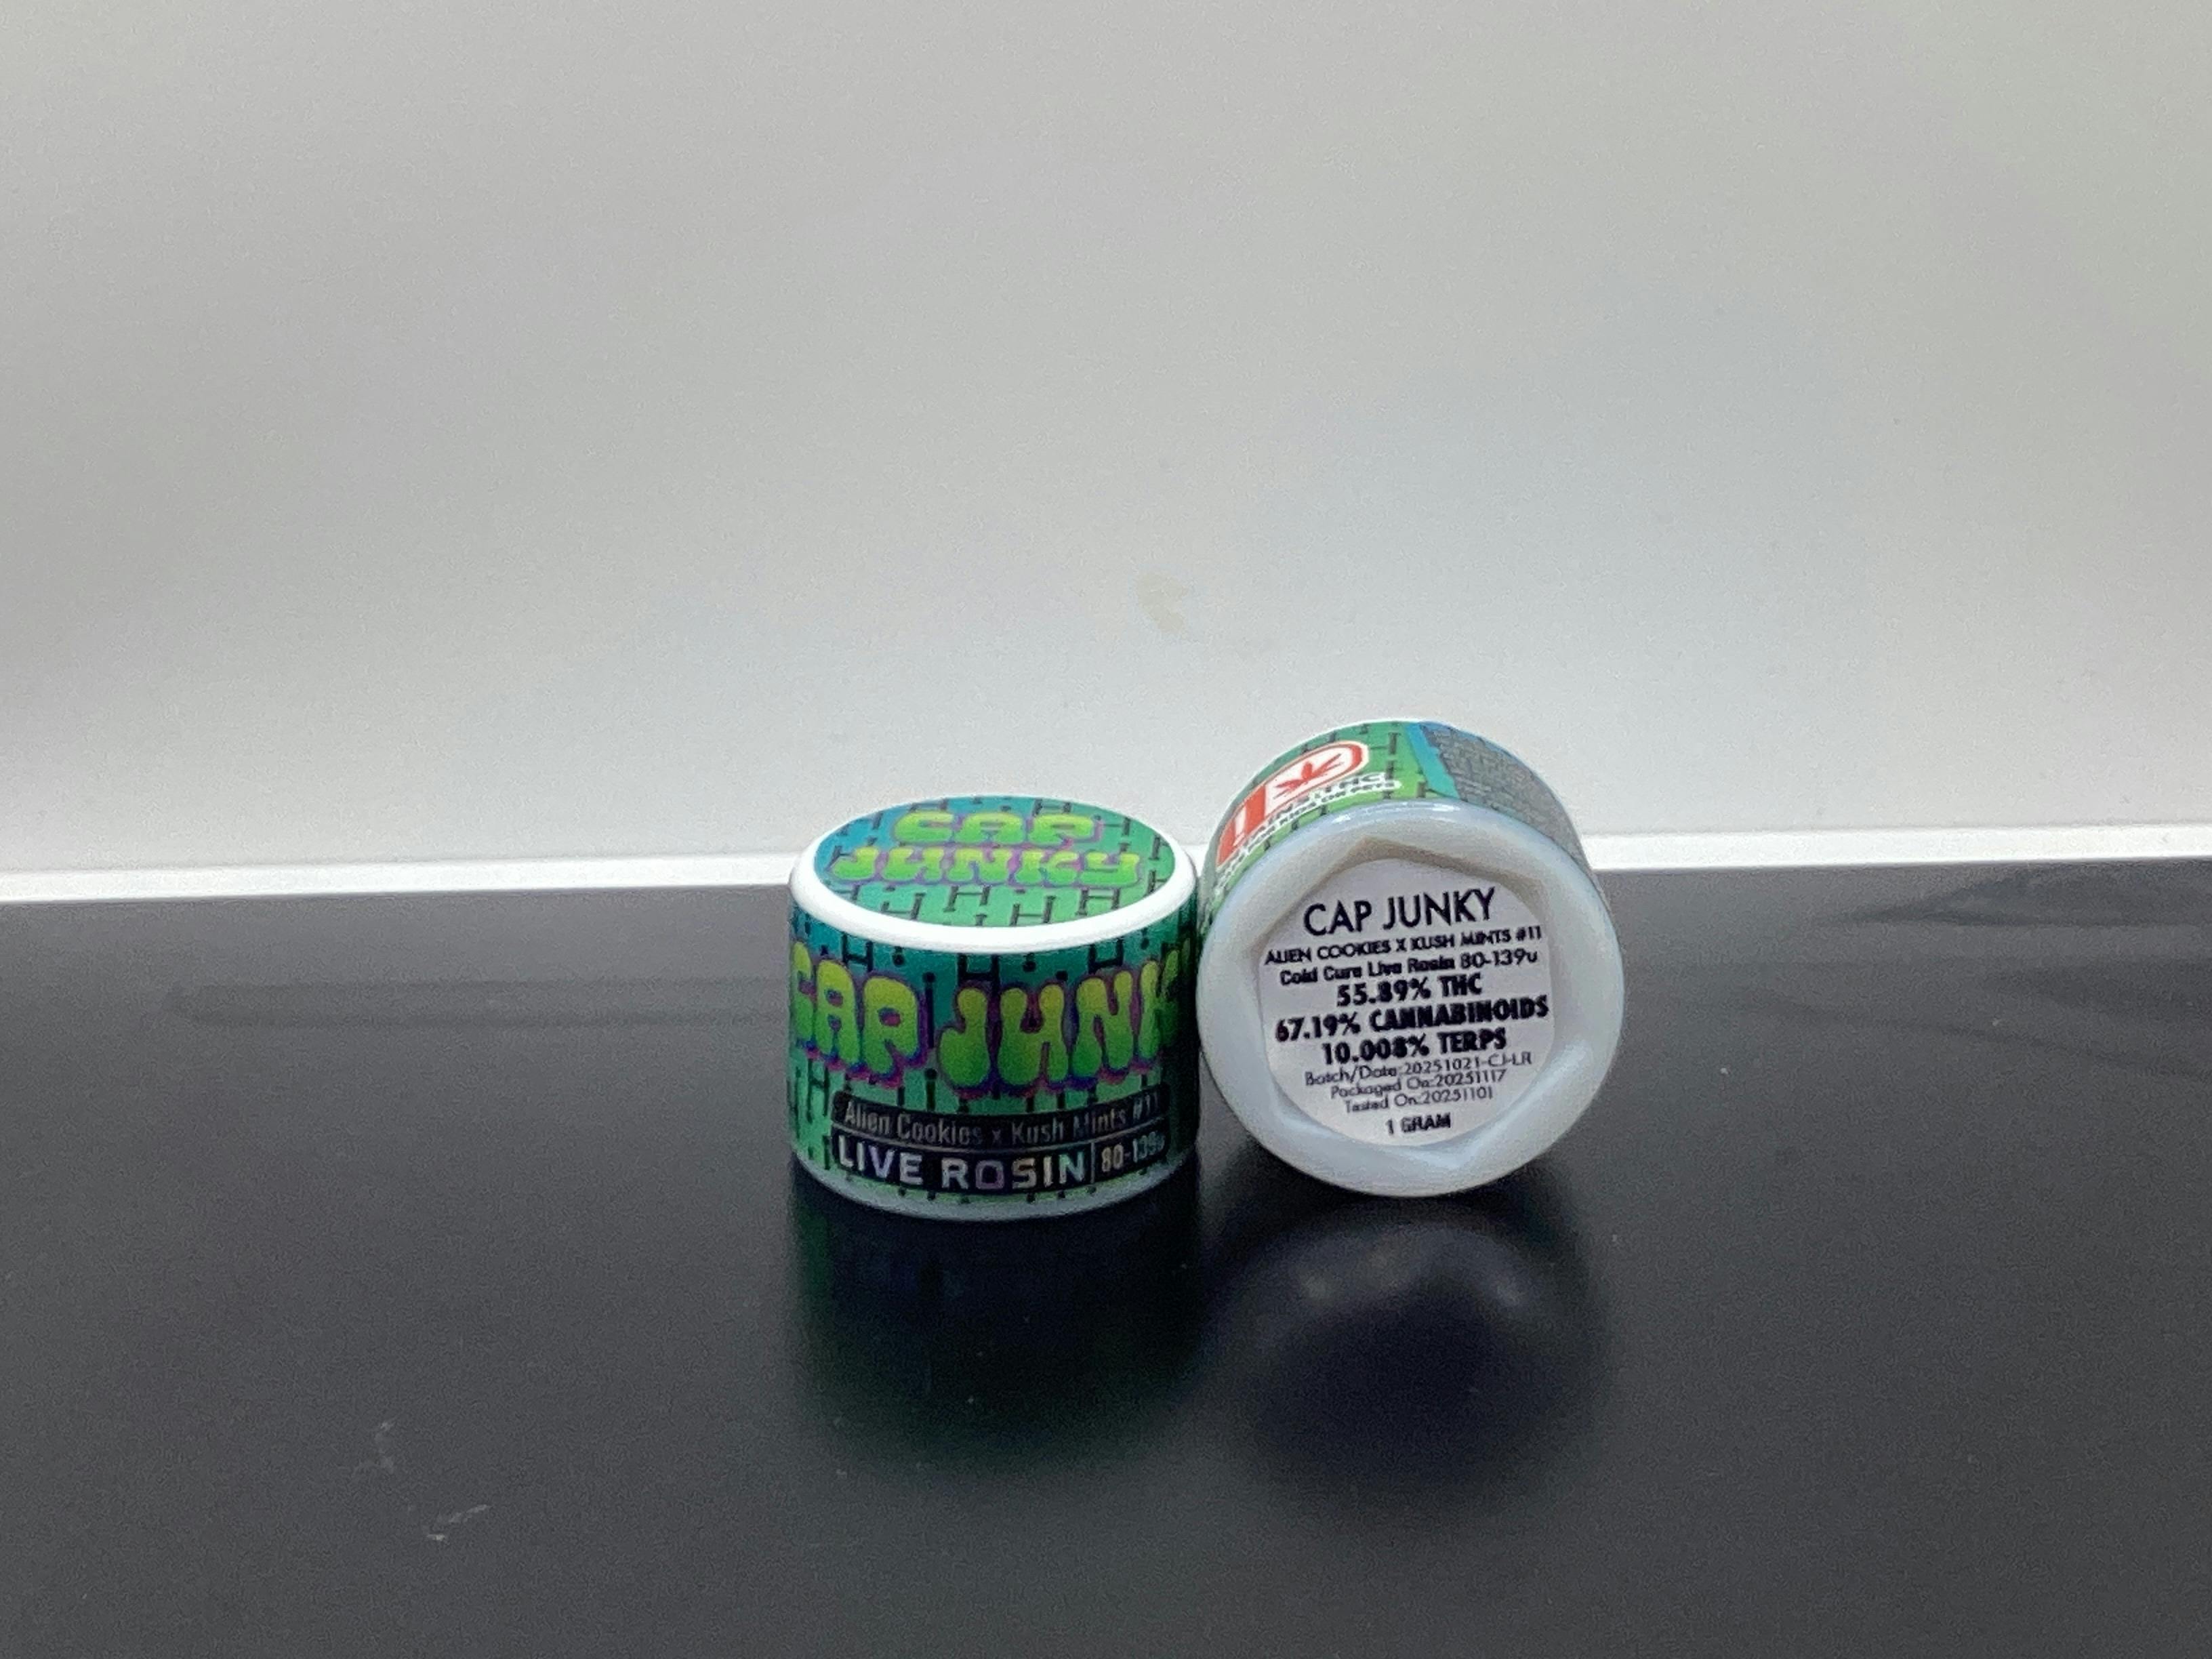 CAP
JUNKY
CAP JUNK
Alien Cookies x Kush Mints #11
LIVE ROSIN 80-139u
CAP JUNKY
ALIEN COOKIES X KUSH MINTS #11
Cold Cure Live Rosin 80-139u
55.89% THC
67.19% CANNABINOIDS
10.008% TERPS
Batch/Date:20251021-CJ-LR
Packaged On:20251117
Tested On:20251101
1 GRAM